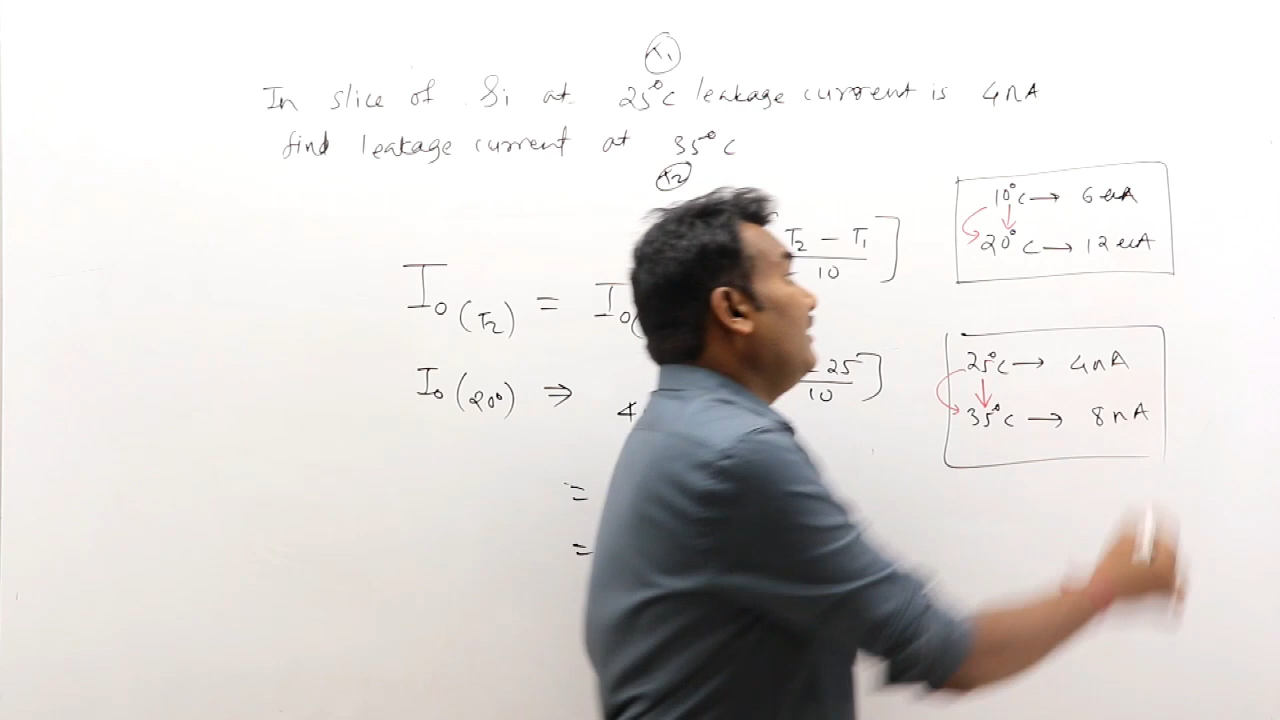 T1
In slice of Si at 25°C leakage current is 4nA
find leakage current at 35°C
T2
I0(T2) = I0( T2 - T1 / 10 ]
I0(20°) ⇒ 4 - 25 / 10 ]
=
=
10°C → 6
20°C → 12
25°C → 4nA
35°C → 8nA